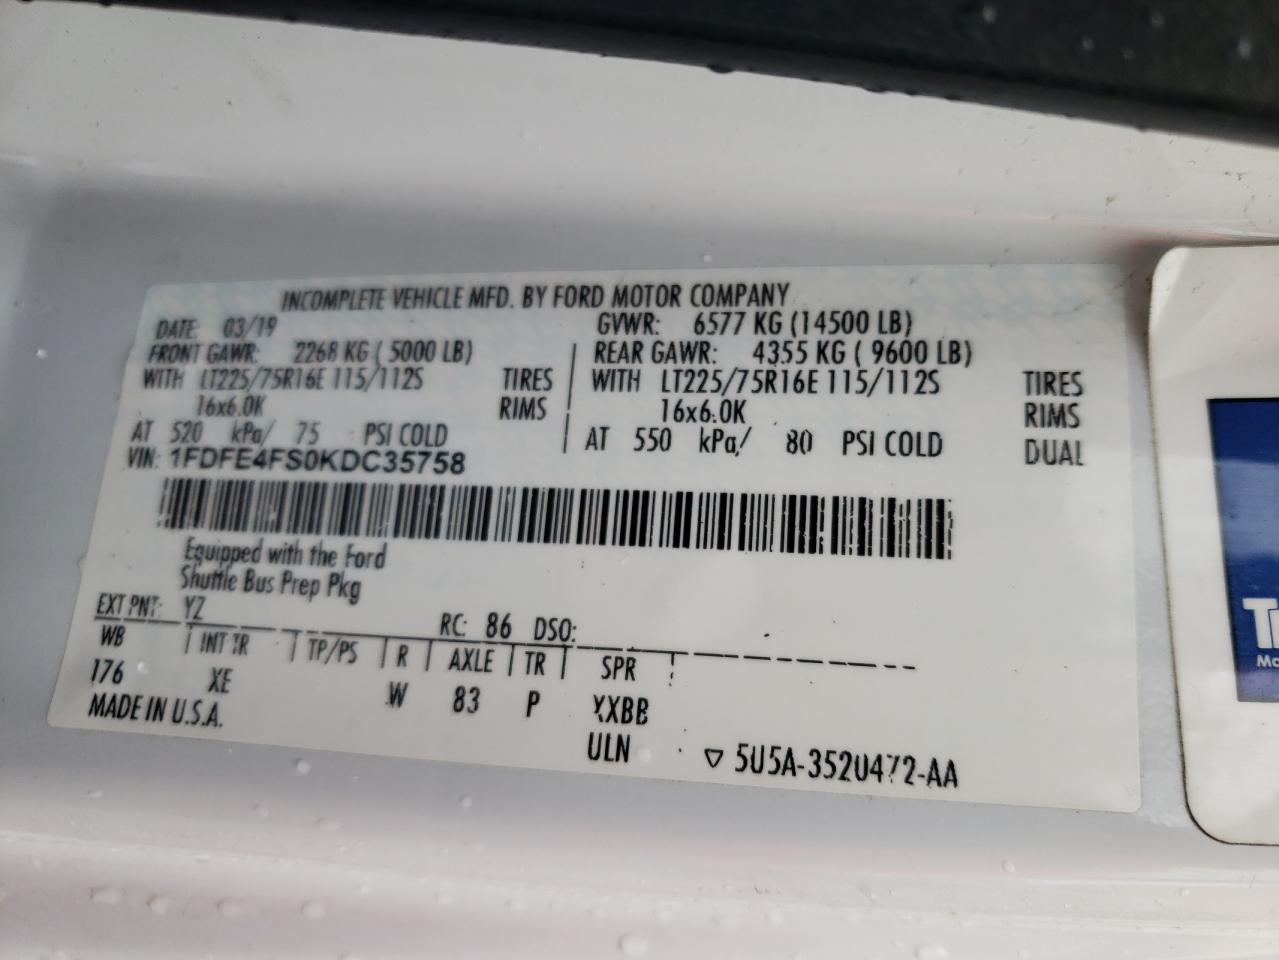 INCOMPLETE VEHICLE MFD. BY FORD MOTOR COMPANY
DATE: 03/19 GVWR: 6577 KG (14500 LB)
FRONT GAWR: 2268 KG ( 5000 LB) REAR GAWR: 4355 KG ( 9600 LB)
WITH LT225/75R16E 115/112S TIRES WITH LT225/75R16E 115/112S TIRES
16x6.0K RIMS 16x6.0K RIMS
AT 520 kPa/ 75 PSI COLD AT 550 kPa/ 80 PSI COLD DUAL
VIN: 1FDFE4FS0KDC35758
Equipped with the Ford
Shuttle Bus Prep Pkg
EXT PNT: YZ RC: 86 DSO:
WB INT TR TP/PS R AXLE TR SPR
176 XE W 83 P XXBB
MADE IN U.S.A. ULN 5U5A-3520472-AA